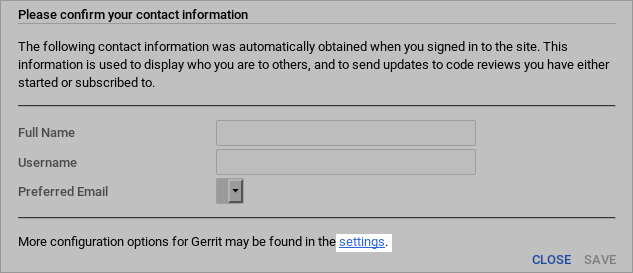 Please confirm your contact information
The following contact information was automatically obtained when you signed in to the site. This
information is used to display who you are to others, and to send updates to code reviews you have either
started or subscribed to.
Full Name
Username
Preferred Email
More configuration options for Gerrit may be found in the settings.
CLOSE SAVE